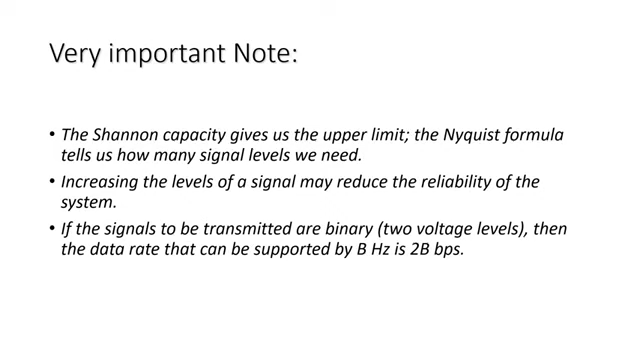 Very important Note:
• The Shannon capacity gives us the upper limit; the Nyquist formula
tells us how many signal levels we need.
• Increasing the levels of a signal may reduce the reliability of the
system.
• If the signals to be transmitted are binary (two voltage levels), then
the data rate that can be supported by B Hz is 2B bps.